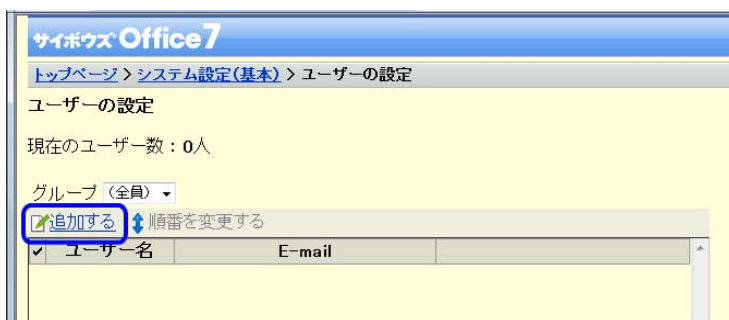 サイボウズ Office7
トップページ > システム設定(基本) > ユーザーの設定
ユーザーの設定
現在のユーザー数:0人
グループ (全員)
追加する 順番を変更する
ユーザー名 E-mail